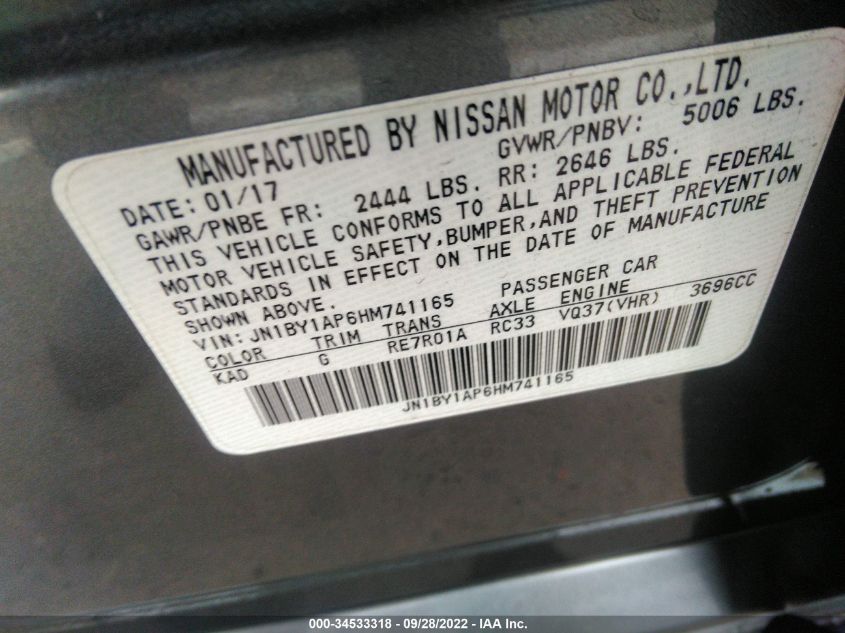 MANUFACTURED BY NISSAN MOTOR CO.,LTD.
DATE: 01/17 GVWR/PNBV: 5006 LBS.
GAWR/PNBE FR: 2444 LBS. RR: 2646 LBS.
THIS VEHICLE CONFORMS TO ALL APPLICABLE FEDERAL
MOTOR VEHICLE SAFETY,BUMPER,AND THEFT PREVENTION
STANDARDS IN EFFECT ON THE DATE OF MANUFACTURE
SHOWN ABOVE.
VIN: JN1BY1AP6HM741165 PASSENGER CAR
COLOR TRIM TRANS AXLE ENGINE
KAD G RE7R01A RC33 VQ37(VHR) 3696CC
JN1BY1AP6HM741165
000-34533318 - 09/28/2022 - IAA Inc.